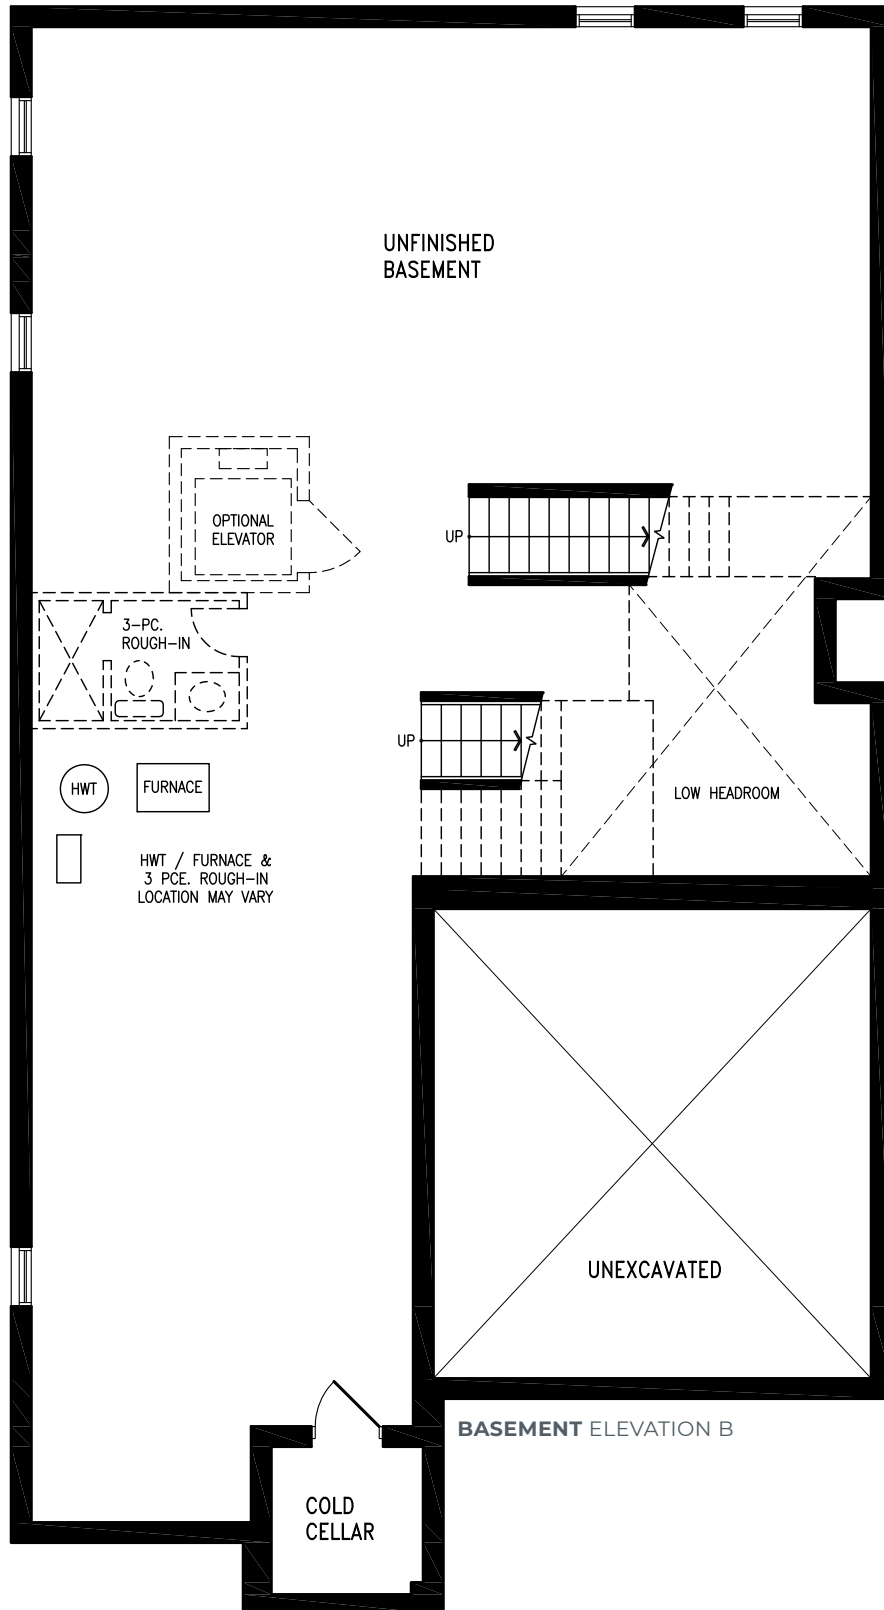 UNFINISHED
BASEMENT
OPTIONAL
ELEVATOR
UP
3-PC.
ROUGH-IN
UP
HWT
FURNACE
LOW HEADROOM
HWT / FURNACE &
3 PCE. ROUGH-IN
LOCATION MAY VARY
UNEXCAVATED
BASEMENT ELEVATION B
COLD
CELLAR